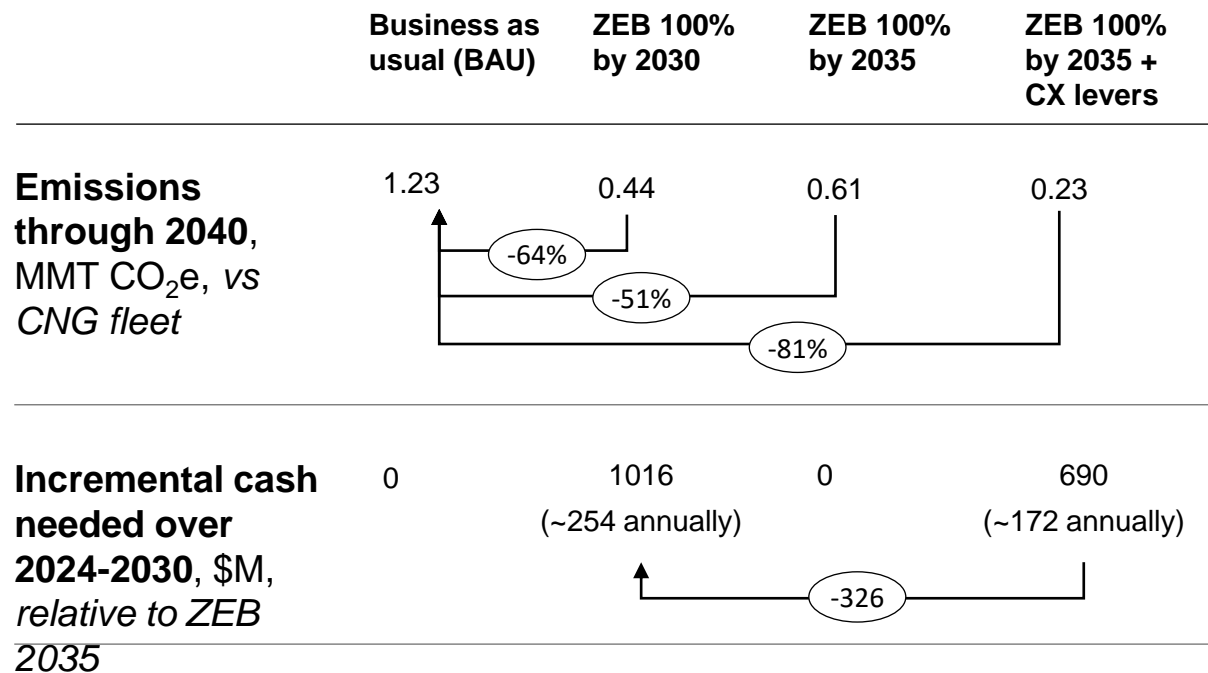 Business as
usual (BAU)
ZEB 100%
by 2030
ZEB 100%
by 2035
ZEB 100%
by 2035 +
CX levers
Emissions
through 2040,
MMT CO₂e, vs
CNG fleet
1.23
0.44
0.61
0.23
-64%
-51%
-81%
Incremental cash
needed over
2024-2030, $M,
relative to ZEB
2035
0
1016
(~254 annually)
0
690
(~172 annually)
-326